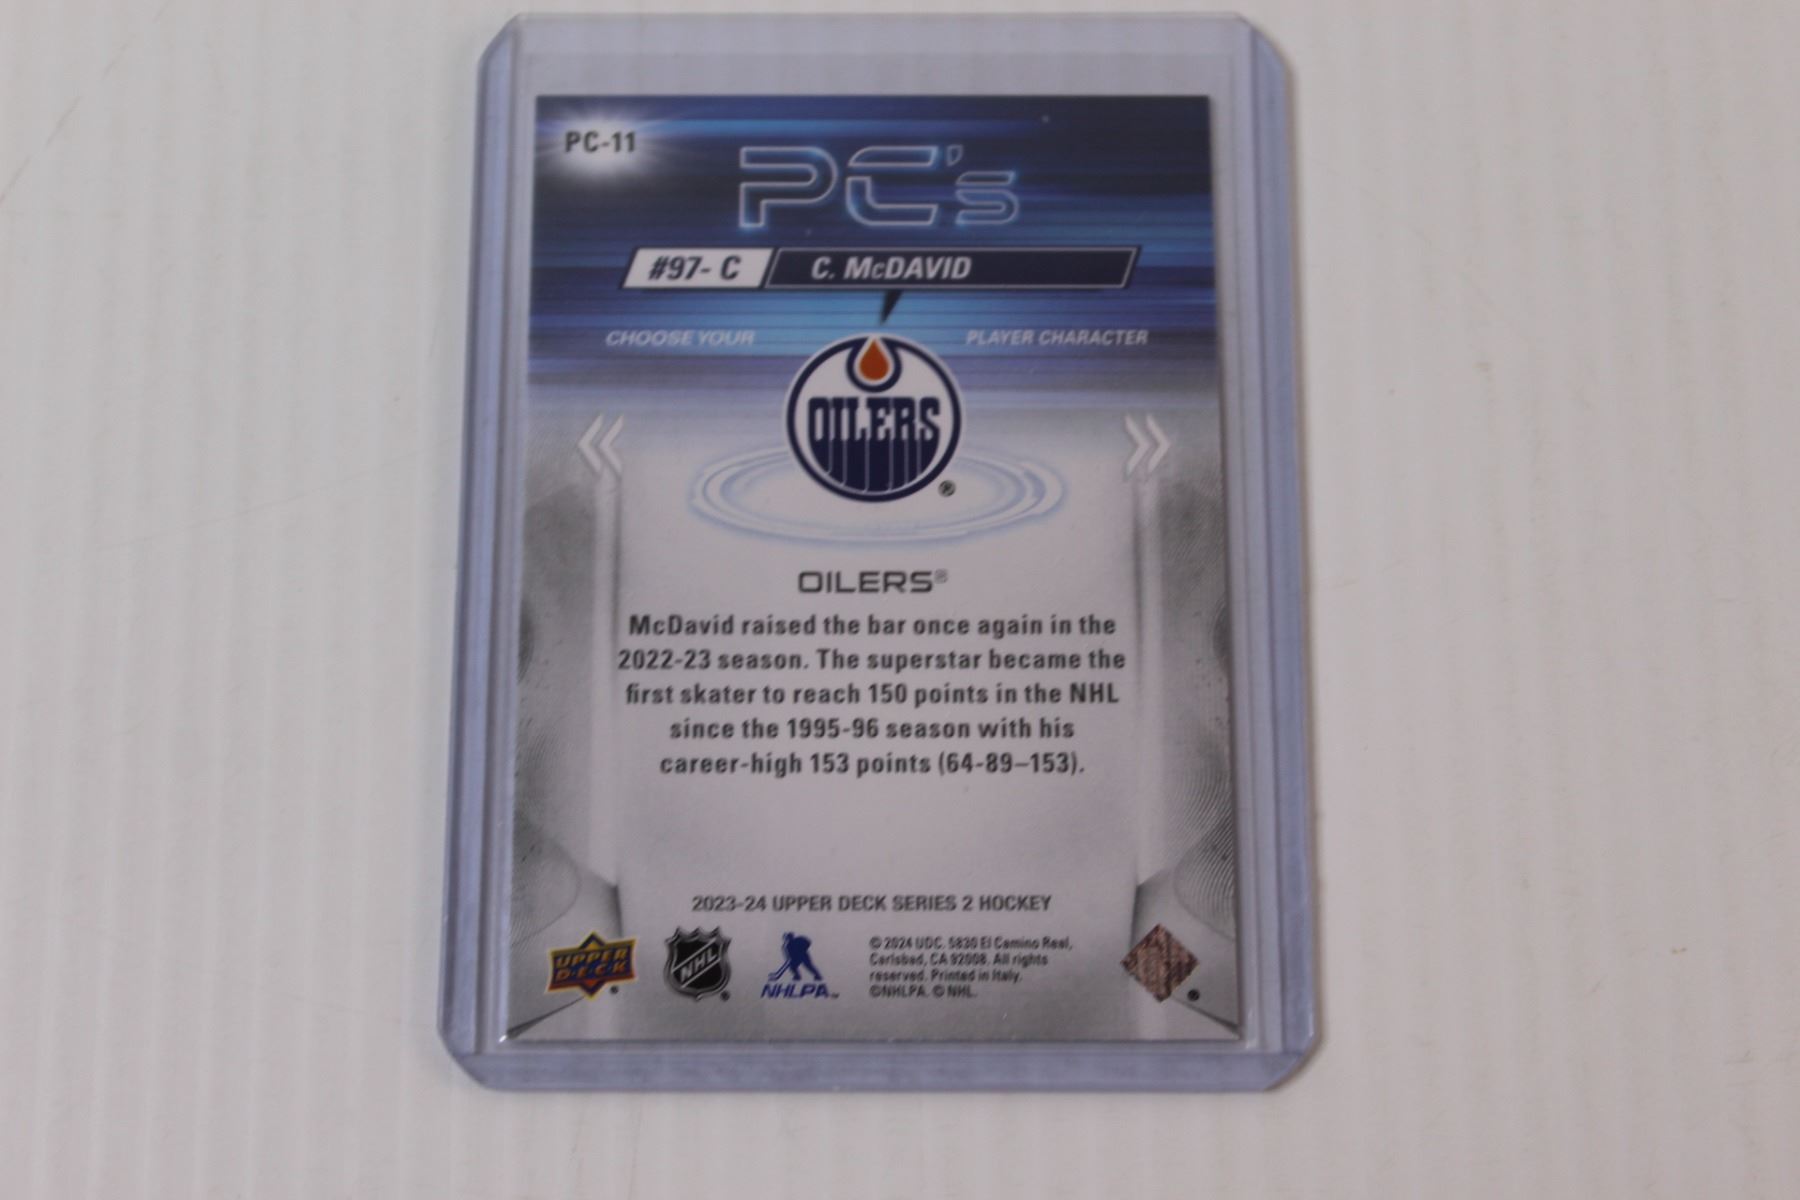 PC-11
PC's
#97- C C. McDAVID
CHOOSE YOUR PLAYER CHARACTER
OILERS
®
OILERS®
McDavid raised the bar once again in the
2022-23 season. The superstar became the
first skater to reach 150 points in the NHL
since the 1995-96 season with his
career-high 153 points (64-89–153).
2023-24 UPPER DECK SERIES 2 HOCKEY
UPPER
D·E·C·K
®
NHL
®
NHLPA™
© 2024 UDC. 5830 El Camino Real,
Carlsbad, CA 92008. All rights
reserved. Printed in Italy.
©NHLPA. © NHL.
®